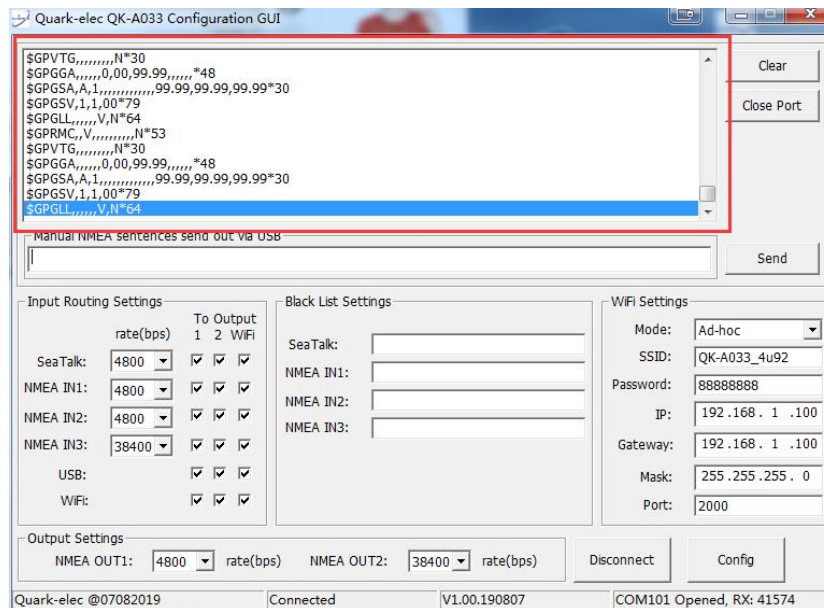 Quark-elec QK-A033 Configuration GUI
$GPVTG,,,,,,,,,N*30
$GPGGA,,,,,,0,00,99.99,,,,,,*48
$GPGSA,A,1,,,,,,,,,,,,,99.99,99.99,99.99*30
$GPGSV,1,1,00*79
$GPGLL,,,,,,V,N*64
$GPRMC,,V,,,,,,,,,,N*53
$GPVTG,,,,,,,,,N*30
$GPGGA,,,,,,0,00,99.99,,,,,,*48
$GPGSA,A,1,,,,,,,,,,,,,99.99,99.99,99.99*30
$GPGSV,1,1,00*79
$GPGLL,,,,,,V,N*64
Clear
Close Port
Manual NMEA sentences send out via USB
Send
Input Routing Settings
To Output
rate(bps) 1 2 WiFi
SeaTalk: 4800
NMEA IN1: 4800
NMEA IN2: 4800
NMEA IN3: 38400
USB:
WiFi:
Black List Settings
SeaTalk:
NMEA IN1:
NMEA IN2:
NMEA IN3:
WiFi Settings
Mode: Ad-hoc
SSID: QK-A033_4u92
Password: 88888888
IP: 192.168. 1 .100
Gateway: 192.168. 1 .100
Mask: 255.255.255. 0
Port: 2000
Output Settings
NMEA OUT1: 4800 rate(bps) NMEA OUT2: 38400 rate(bps)
Disconnect
Config
Quark-elec @07082019 Connected V1.00.190807 COM101 Opened, RX: 41574